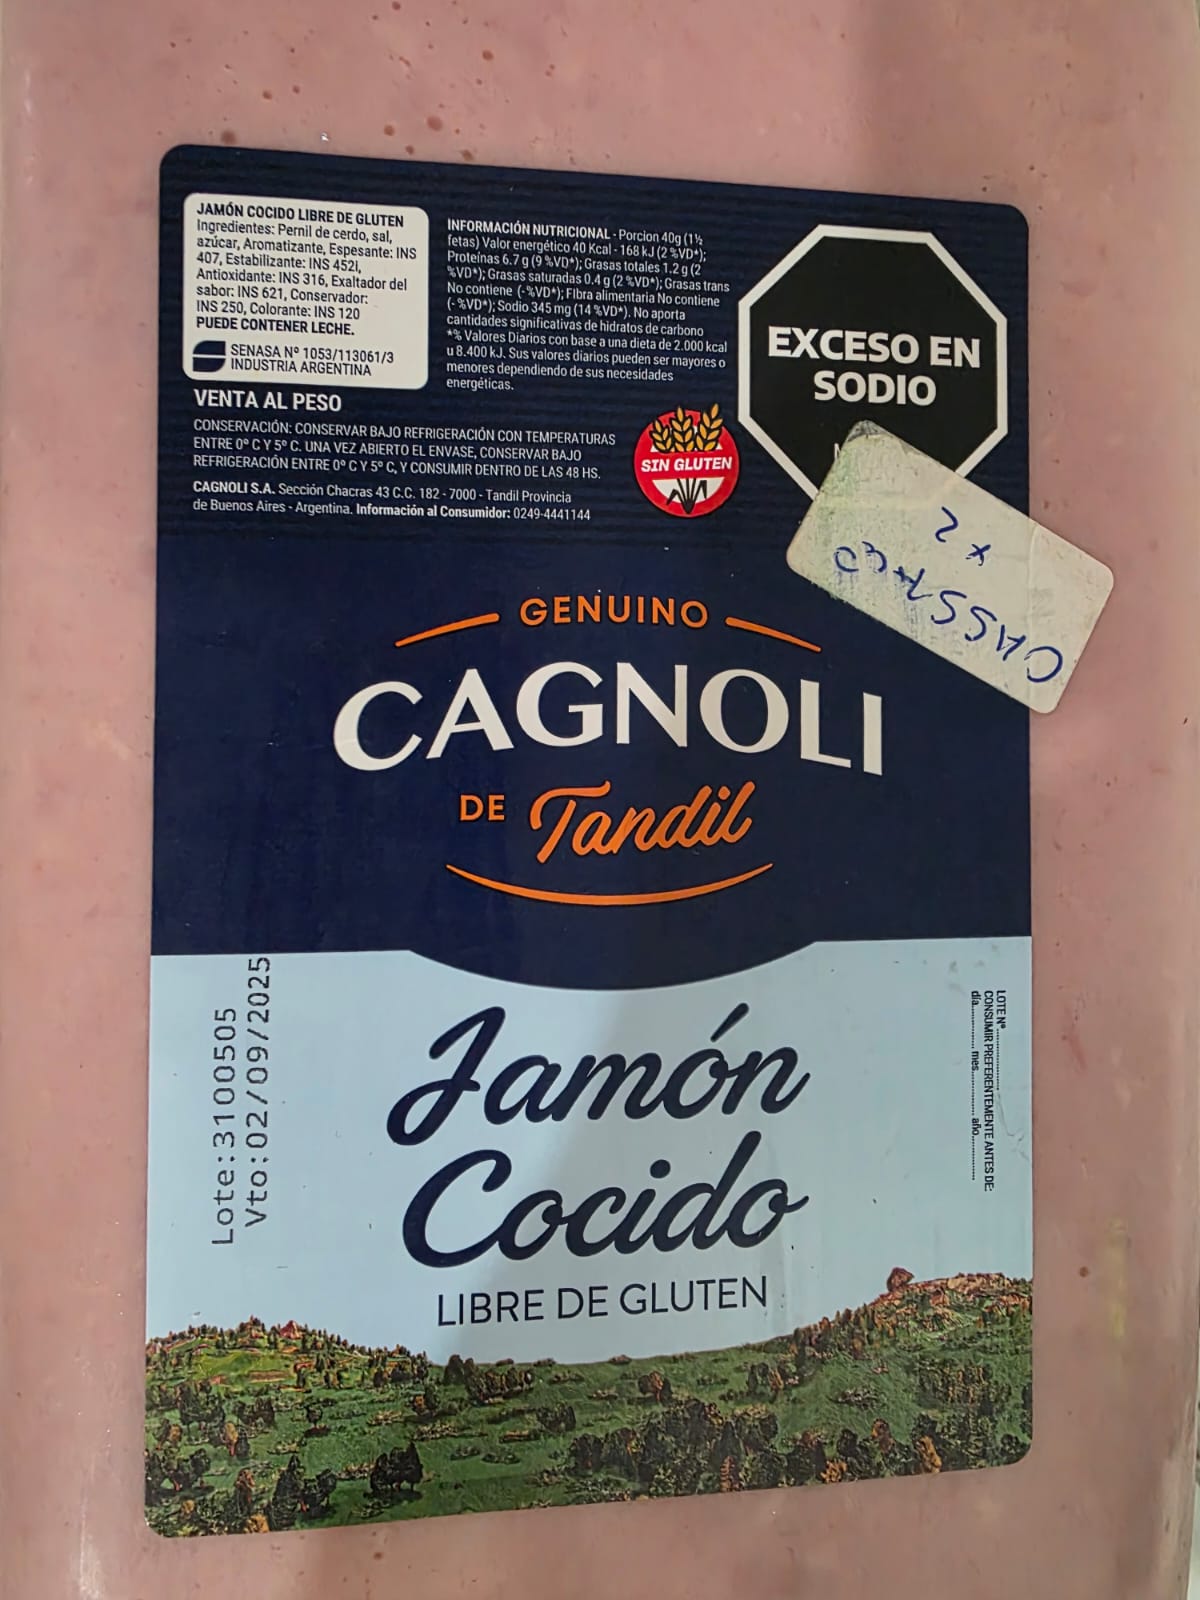 JAMÓN COCIDO LIBRE DE GLUTEN
Ingredientes: Pernil de cerdo, sal,
azúcar, Aromatizante, Espesante: INS
407, Estabilizante: INS 452I,
Antioxidante: INS 316, Exaltador del
sabor: INS 621, Conservador:
INS 250, Colorante: INS 120
PUEDE CONTENER LECHE.
SENASA Nº 1053/113061/3
INDUSTRIA ARGENTINA
INFORMACIÓN NUTRICIONAL - Porcion 40g (1½
fetas) Valor energético 40 Kcal - 168 kJ (2 %VD*);
Proteínas 6.7 g (9 %VD*); Grasas totales 1.2 g (2
%VD*); Grasas saturadas 0.4 g (2 %VD*); Grasas trans
No contiene (-%VD*); Fibra alimentaria No contiene
(- %VD*); Sodio 345 mg (14 %VD*). No aporta
cantidades significativas de hidratos de carbono
*% Valores Diarios con base a una dieta de 2.000 kcal
u 8.400 kJ. Sus valores diarios pueden ser mayores o
menores dependiendo de sus necesidades
energéticas.
EXCESO EN
SODIO
VENTA AL PESO
CONSERVACIÓN: CONSERVAR BAJO REFRIGERACIÓN CON TEMPERATURAS
ENTRE 0º C Y 5º C. UNA VEZ ABIERTO EL ENVASE, CONSERVAR BAJO
REFRIGERACIÓN ENTRE 0º C Y 5º C, Y CONSUMIR DENTRO DE LAS 48 HS.
CAGNOLI S.A. Sección Chacras 43 C.C. 182 - 7000 - Tandil Provincia
de Buenos Aires - Argentina. Información al Consumidor: 0249-4441144
SIN GLUTEN
x 2
GENUINO
CAGNOLI
DE Tandil
Lote:3100505
Vto:02/09/2025
Jamón
Cocido
LIBRE DE GLUTEN
LOTE Nº....................
CONSUMIR PREFERENTEMENTE ANTES DE:
día............... mes............... año...............